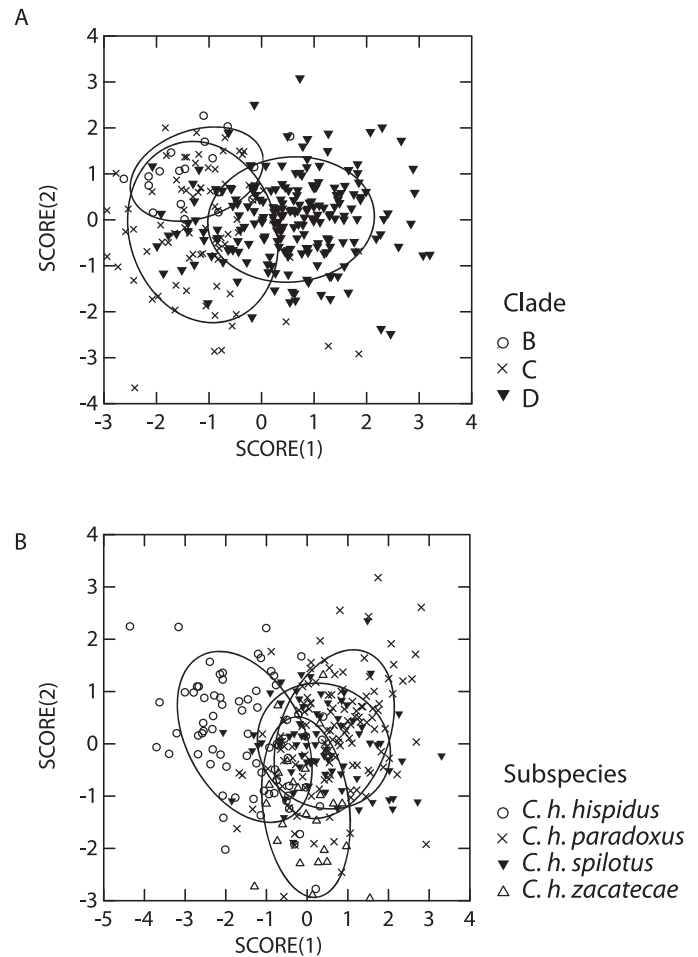 A
4
3
2
1
0
-1
-2
-3
-4
SCORE(2)
-3 -2 -1 0 1 2 3 4
SCORE(1)
Clade
B
C
D
B
4
3
2
1
0
-1
-2
-3
SCORE(2)
-5 -4 -3 -2 -1 0 1 2 3 4
SCORE(1)
Subspecies
C. h. hispidus
C. h. paradoxus
C. h. spilotus
C. h. zacatecae